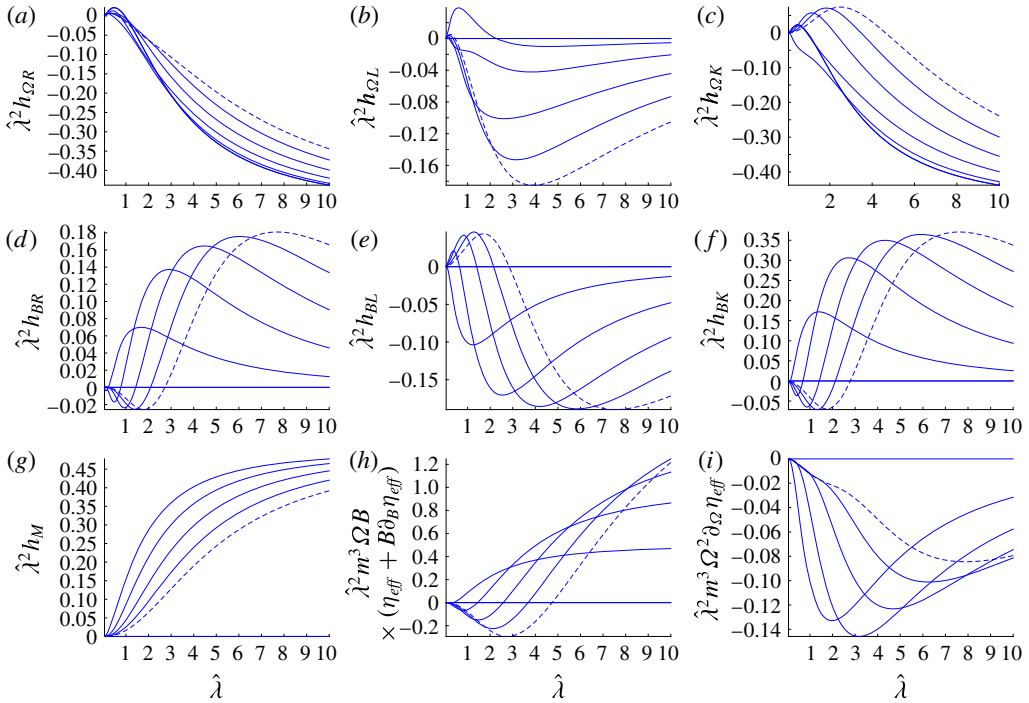 (a) (b) (c)
0 0 0
−0.05 −0.04 −0.10
−0.10 −0.08 −0.20
−0.15 −0.12 −0.30
−0.20 −0.16 −0.40
−0.25
−0.30
−0.35
−0.40
λ̂²h_ΩR λ̂²h_ΩL λ̂²h_ΩK
1 2 3 4 5 6 7 8 9 10 1 2 3 4 5 6 7 8 9 10 2 4 6 8 10
(d) (e) (f)
0.18 0 0.35
0.16 −0.05 0.30
0.14 −0.10 0.25
0.12 −0.15 0.20
0.10 0.15
0.08 0.10
0.06 0.05
0.04 0
0.02 −0.05
0
−0.02
λ̂²h_BR λ̂²h_BL λ̂²h_BK
1 2 3 4 5 6 7 8 9 10 1 2 3 4 5 6 7 8 9 10 1 2 3 4 5 6 7 8 9 10
(g) (h) (i)
0.45 1.2 0
0.40 1.0 −0.02
0.35 0.8 −0.04
0.30 0.6 −0.06
0.25 0.4 −0.08
0.20 0.2 −0.10
0.15 0 −0.12
0.10 −0.2 −0.14
0.05
0
λ̂²h_M λ̂²m³ΩB λ̂²m³Ω²∂_Ωη_eff
× (η_eff + B∂_Bη_eff)
1 2 3 4 5 6 7 8 9 10 1 2 3 4 5 6 7 8 9 10 1 2 3 4 5 6 7 8 9 10
λ̂ λ̂ λ̂